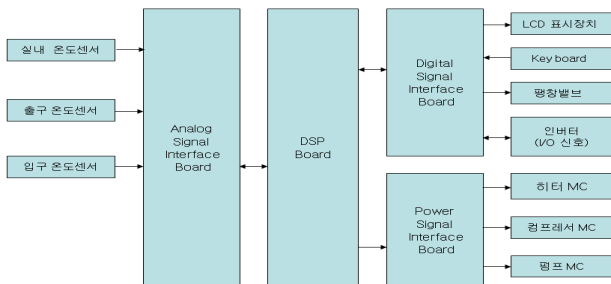 실내 온도센서
출구 온도센서
입구 온도센서
Analog
Signal
Interface
Board
DSP
Board
Digital
Signal
Interface
Board
Power
Signal
Interface
Board
LCD 표시장치
Key board
팽창밸브
인버터
(I/O 신호)
히터 MC
컴프레서 MC
펌프 MC